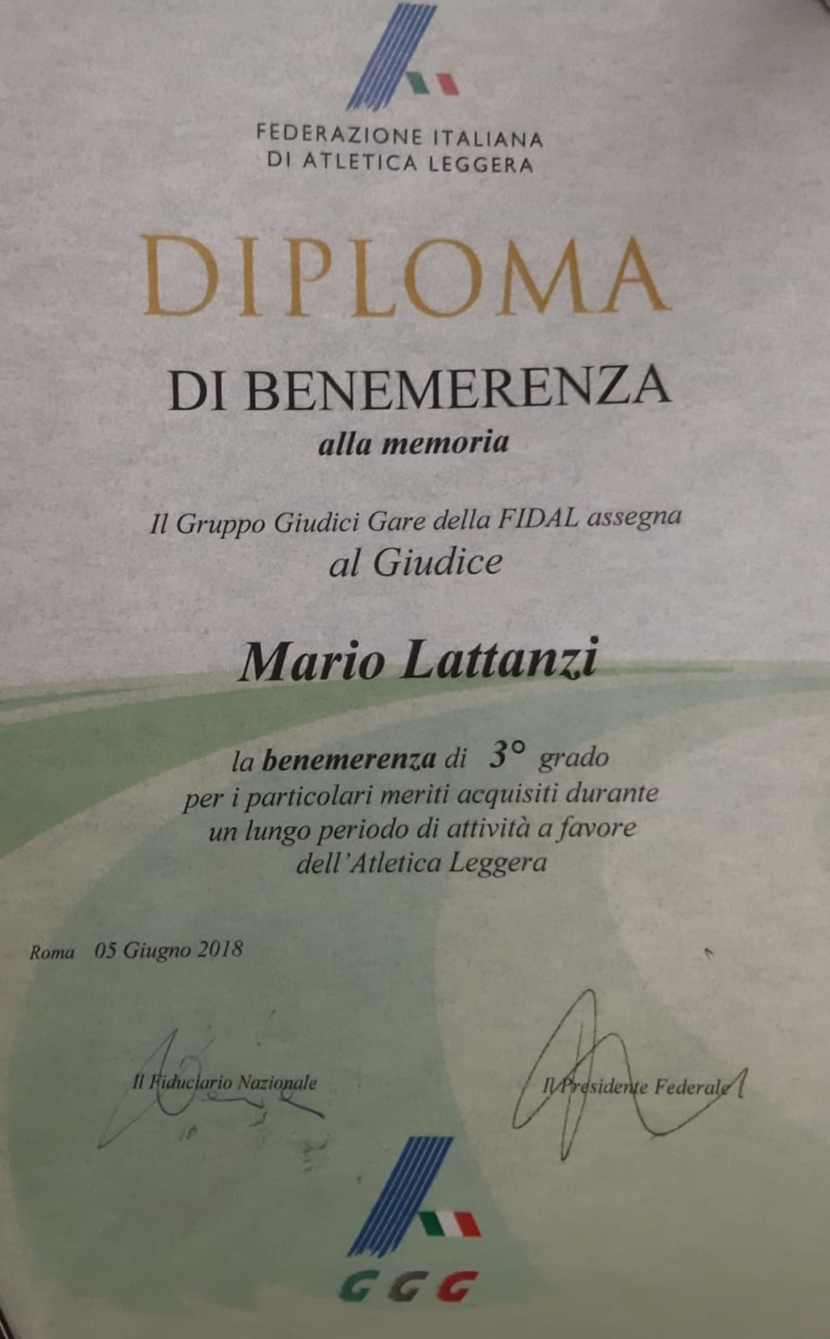 FEDERAZIONE ITALIANA
DI ATLETICA LEGGERA
DIPLOMA
DI BENEMERENZA
alla memoria
Il Gruppo Giudici Gare della FIDAL assegna
al Giudice
Mario Lattanzi
la benemerenza di 3° grado
per i particolari meriti acquisiti durante
un lungo periodo di attività a favore
dell'Atletica Leggera
Roma 05 Giugno 2018
Il Fiduciario Nazionale
Il Presidente Federale
GGG